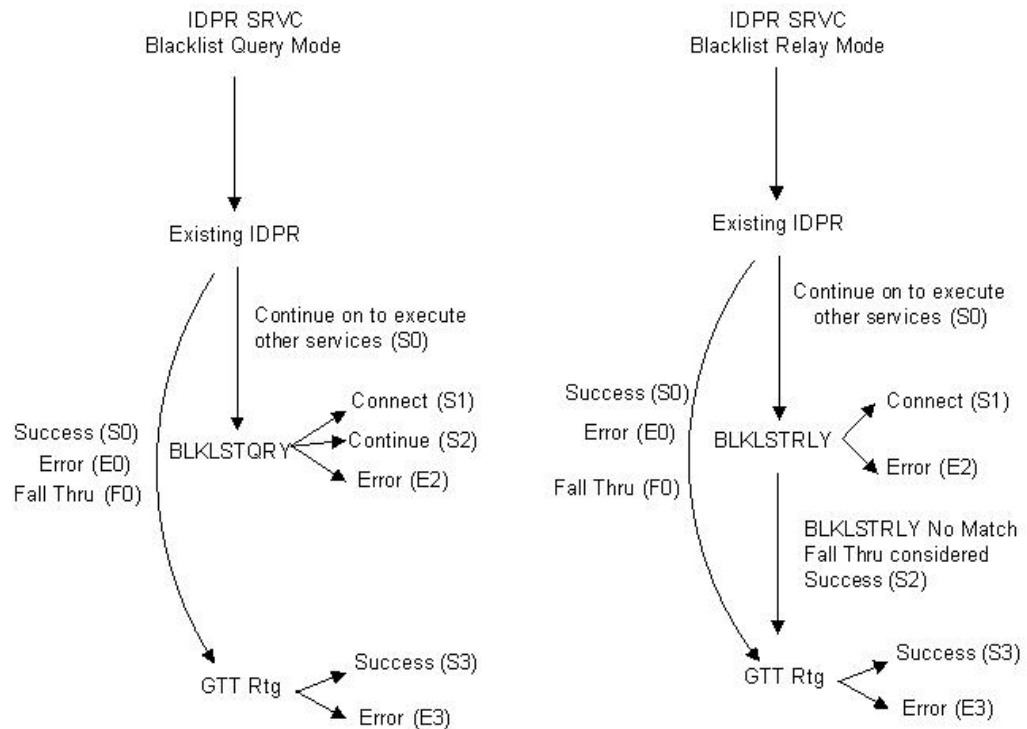 IDPR SRVC
Blacklist Query Mode
Existing IDPR
Continue on to execute
other services (S0)
Success (S0)
Error (E0)
Fall Thru (F0)
BLKLSTQRY
Connect (S1)
Continue (S2)
Error (E2)
GTT Rtg
Success (S3)
Error (E3)
IDPR SRVC
Blacklist Relay Mode
Existing IDPR
Continue on to execute
other services (S0)
Success (S0)
Error (E0)
Fall Thru (F0)
BLKLSTRLY
Connect (S1)
Error (E2)
BLKLSTRLY No Match
Fall Thru considered
Success (S2)
GTT Rtg
Success (S3)
Error (E3)